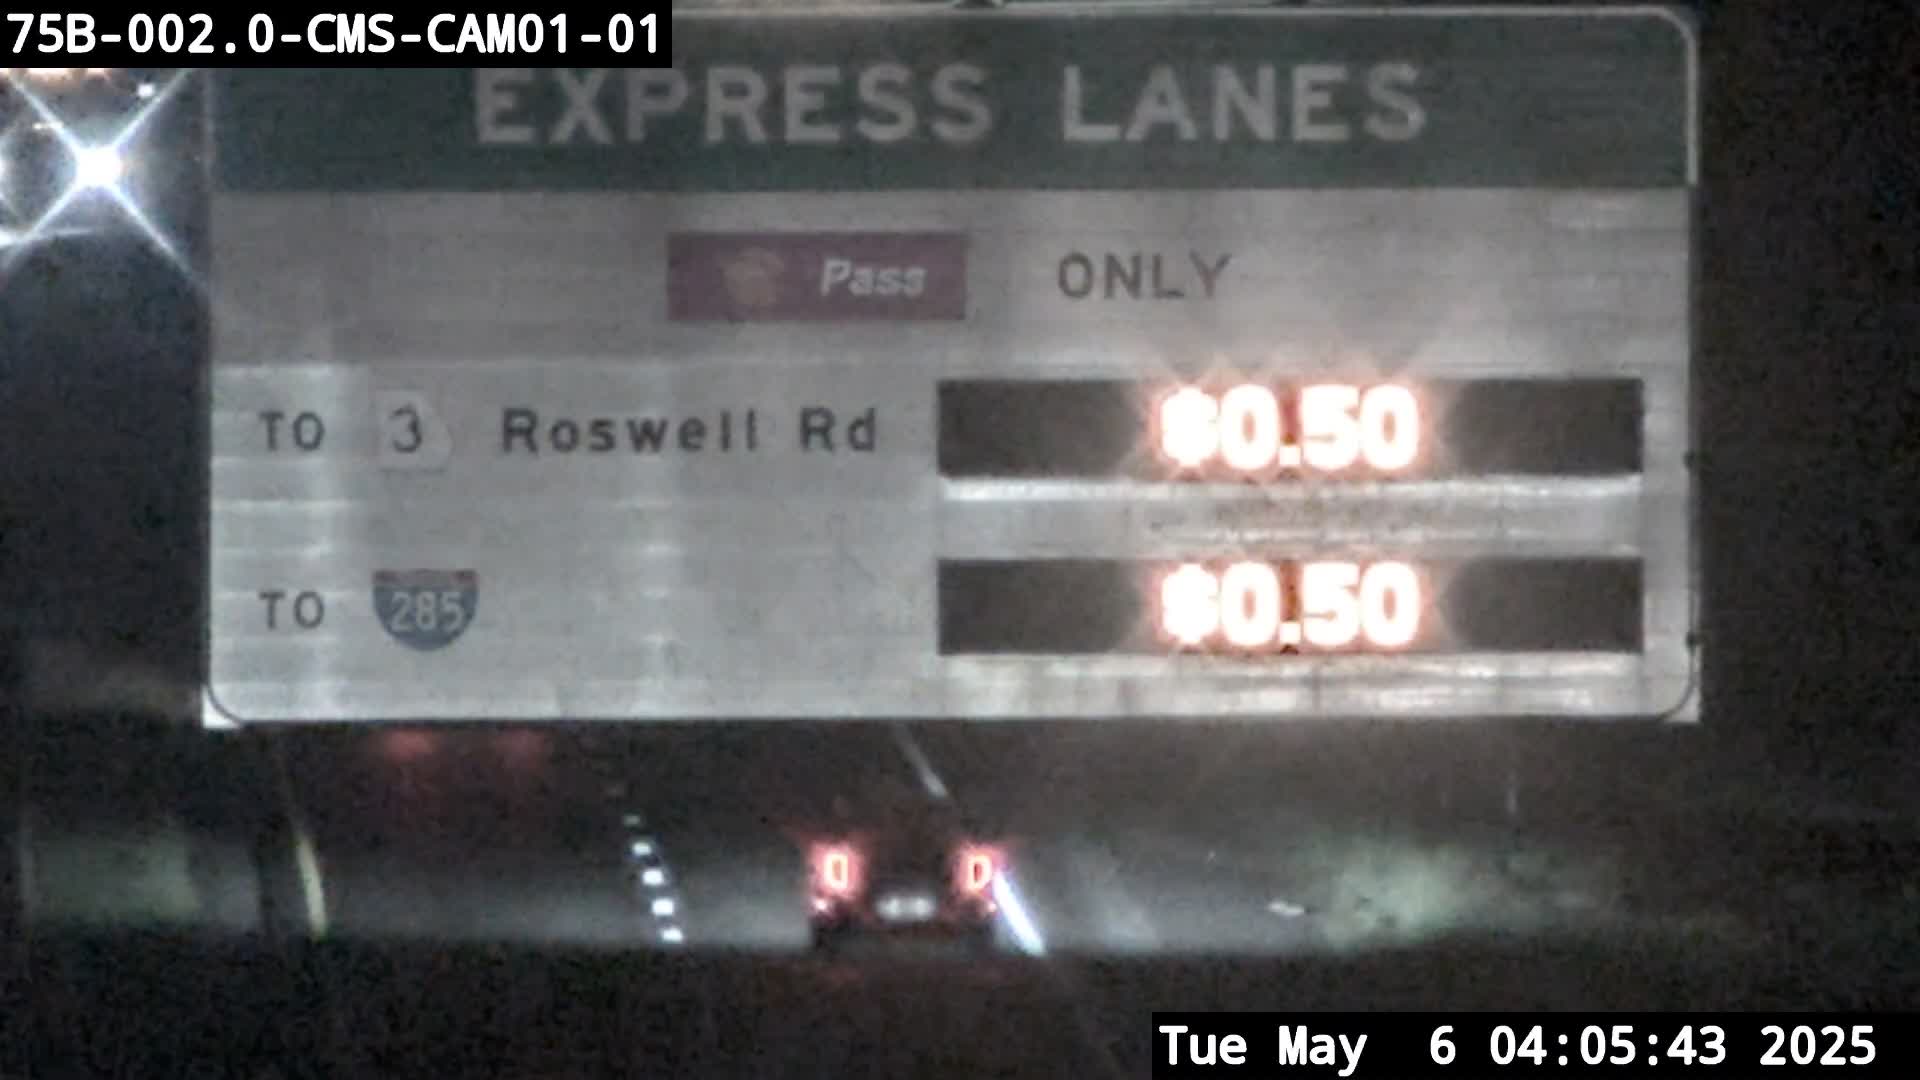 75B-002.0-CMS-CAM01-01
EXPRESS LANES
Pass ONLY
TO 3 Roswell Rd $0.50
TO 285 $0.50
Tue May 6 04:05:43 2025